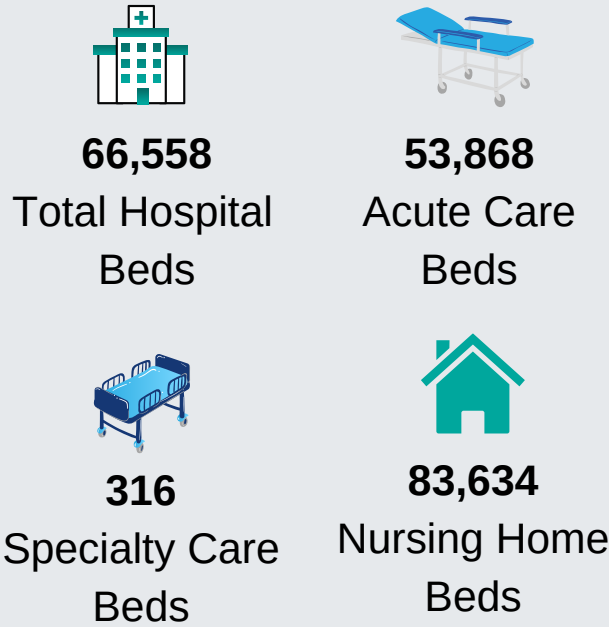 66,558
Total Hospital
Beds
53,868
Acute Care
Beds
316
Specialty Care
Beds
83,634
Nursing Home
Beds